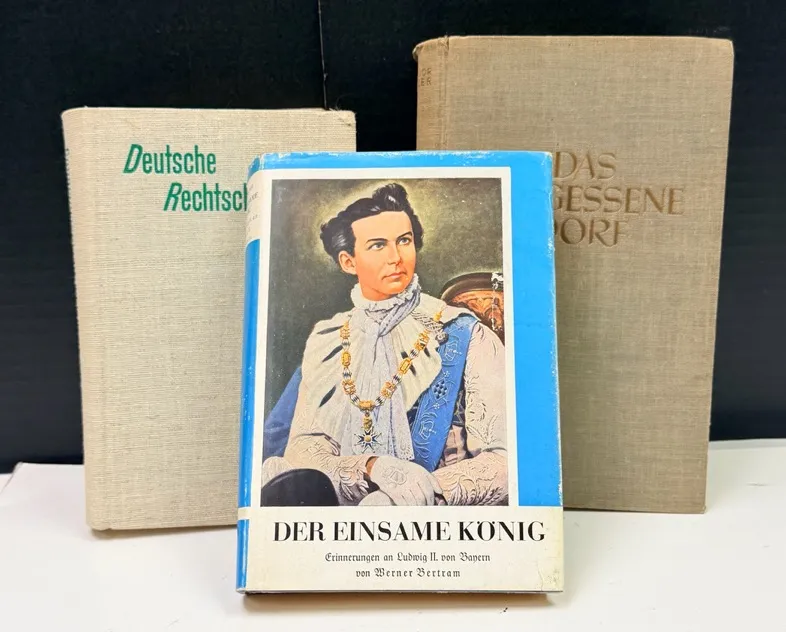 Deutsche
Rechtsch
DAS
GESSENE
DORF
DER EINSAME KÖNIG
Erinnerungen an Ludwig II. von Bayern
von Werner Bertram